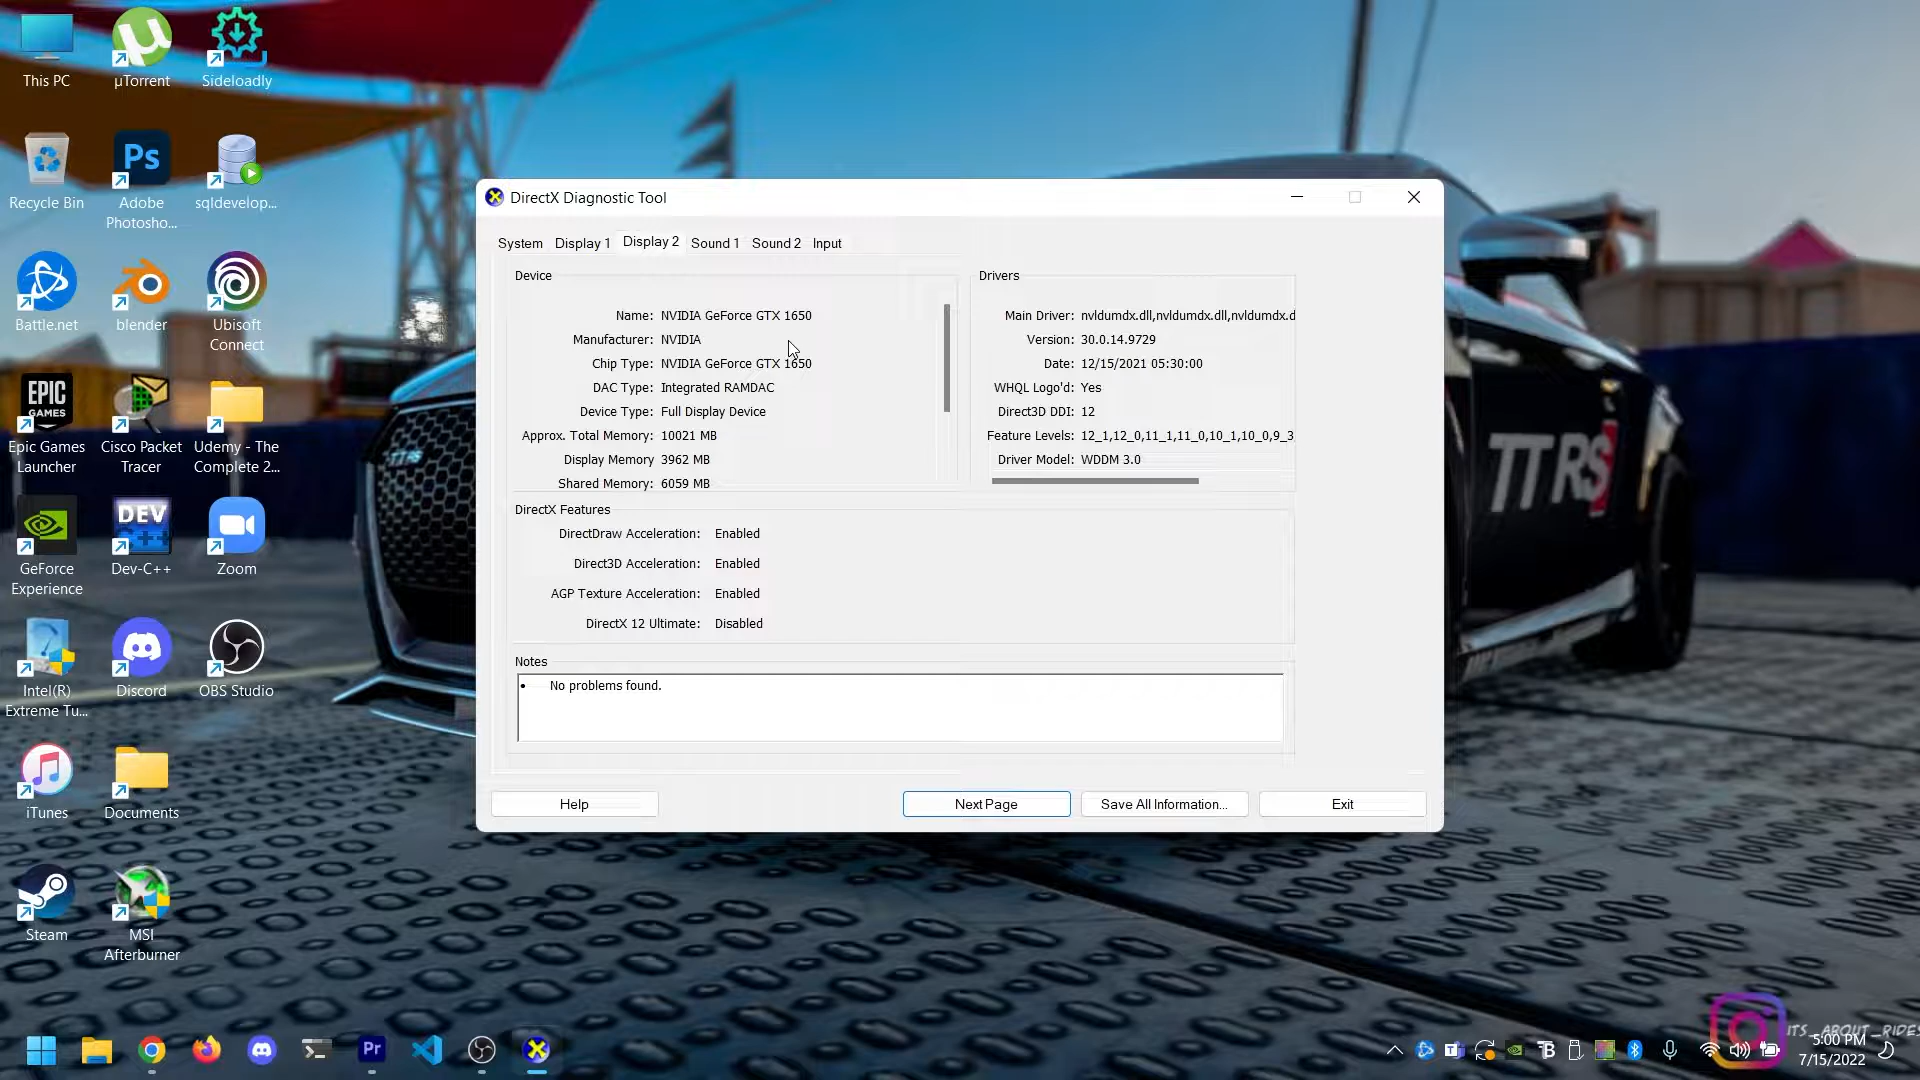 This PC
µTorrent
Sideloadly
Recycle Bin
Ps
Adobe
Photosho...
sqldevelop...
Battle.net
blender
Ubisoft
Connect
EPIC
GAMES
Epic Games
Launcher
Cisco Packet
Tracer
Udemy - The
Complete 2...
GeForce
Experience
DEV
C++
Dev-C++
Zoom
Intel(R)
Extreme Tu...
Discord
OBS Studio
iTunes
Documents
Steam
MSI
Afterburner
DirectX Diagnostic Tool
System
Display 1
Display 2
Sound 1
Sound 2
Input
Device
Name: NVIDIA GeForce GTX 1650
Manufacturer: NVIDIA
Chip Type: NVIDIA GeForce GTX 1650
DAC Type: Integrated RAMDAC
Device Type: Full Display Device
Approx. Total Memory: 10021 MB
Display Memory 3962 MB
Shared Memory: 6059 MB
Drivers
Main Driver: nvldumdx.dll,nvldumdx.dll,nvldumdx.d
Version: 30.0.14.9729
Date: 12/15/2021 05:30:00
WHQL Logo'd: Yes
Direct3D DDI: 12
Feature Levels: 12_1,12_0,11_1,11_0,10_1,10_0,9_3
Driver Model: WDDM 3.0
DirectX Features
DirectDraw Acceleration: Enabled
Direct3D Acceleration: Enabled
AGP Texture Acceleration: Enabled
DirectX 12 Ultimate: Disabled
Notes
• No problems found.
Help
Next Page
Save All Information...
Exit
TTRS
TT RS
ITS_ABOUT_RIDES
Pr
5:00 PM
7/15/2022